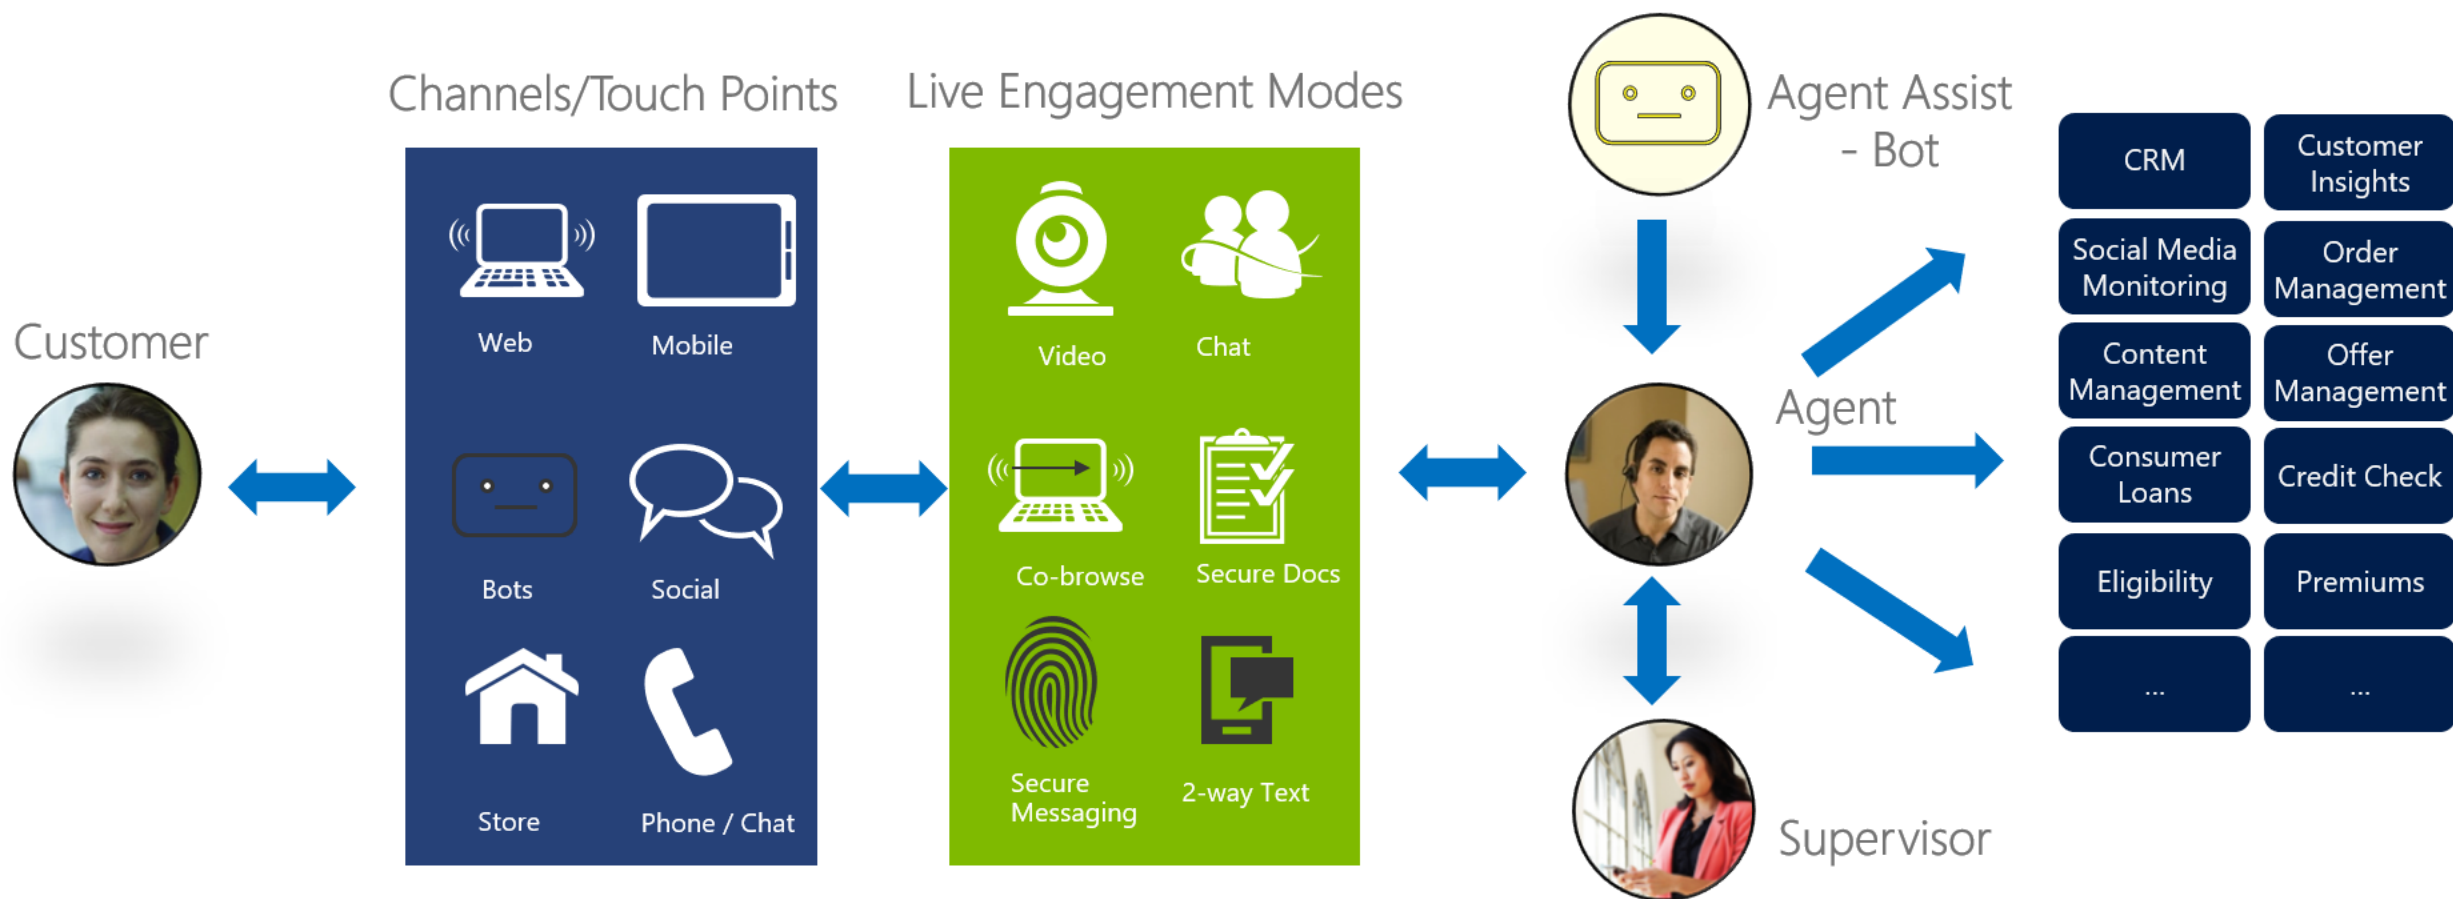 Channels/Touch Points
Live Engagement Modes
Agent Assist
- Bot
Customer
Web
Mobile
Bots
Social
Store
Phone / Chat
Video
Chat
Co-browse
Secure Docs
Secure
Messaging
2-way Text
Agent
Supervisor
CRM
Customer
Insights
Social Media
Monitoring
Order
Management
Content
Management
Offer
Management
Consumer
Loans
Credit Check
Eligibility
Premiums
...
...